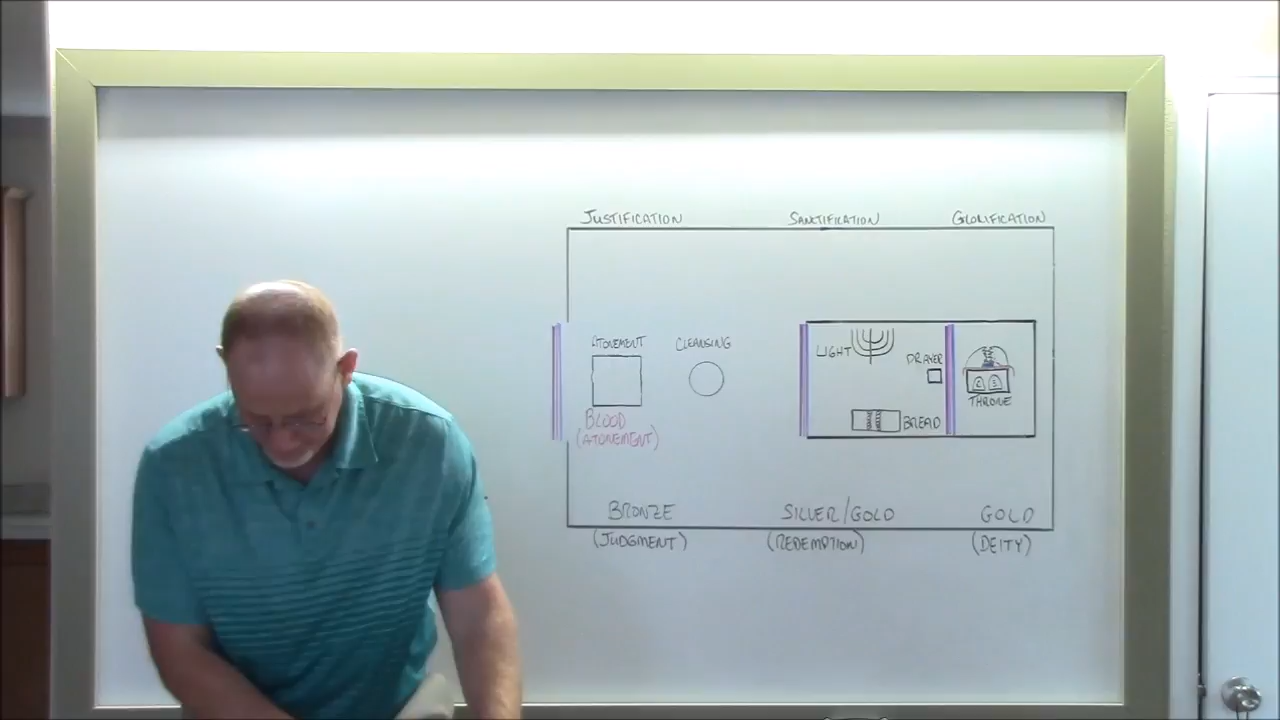 JUSTIFICATION SANCTIFICATION GLORIFICATION
ATONEMENT CLEANSING
LIGHT
PRAYER
THRONE
BLOOD
BREAD
(ATONEMENT)
BRONZE SILVER/GOLD GOLD
(JUDGMENT) (REDEMPTION) (DEITY)